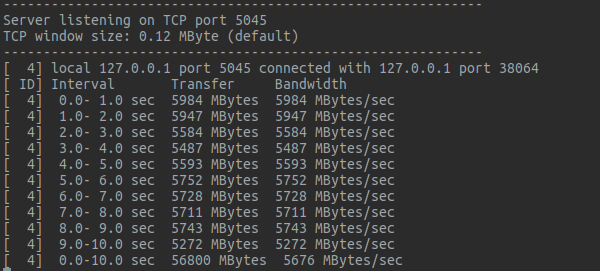 ------------------------------------------------------------
Server listening on TCP port 5045
TCP window size: 0.12 MByte (default)
------------------------------------------------------------
[  4] local 127.0.0.1 port 5045 connected with 127.0.0.1 port 38064
[ ID] Interval       Transfer     Bandwidth
[  4]  0.0- 1.0 sec  5984 MBytes  5984 MBytes/sec
[  4]  1.0- 2.0 sec  5947 MBytes  5947 MBytes/sec
[  4]  2.0- 3.0 sec  5584 MBytes  5584 MBytes/sec
[  4]  3.0- 4.0 sec  5487 MBytes  5487 MBytes/sec
[  4]  4.0- 5.0 sec  5593 MBytes  5593 MBytes/sec
[  4]  5.0- 6.0 sec  5752 MBytes  5752 MBytes/sec
[  4]  6.0- 7.0 sec  5728 MBytes  5728 MBytes/sec
[  4]  7.0- 8.0 sec  5711 MBytes  5711 MBytes/sec
[  4]  8.0- 9.0 sec  5743 MBytes  5743 MBytes/sec
[  4]  9.0-10.0 sec  5272 MBytes  5272 MBytes/sec
[  4]  0.0-10.0 sec  56800 MBytes  5676 MBytes/sec